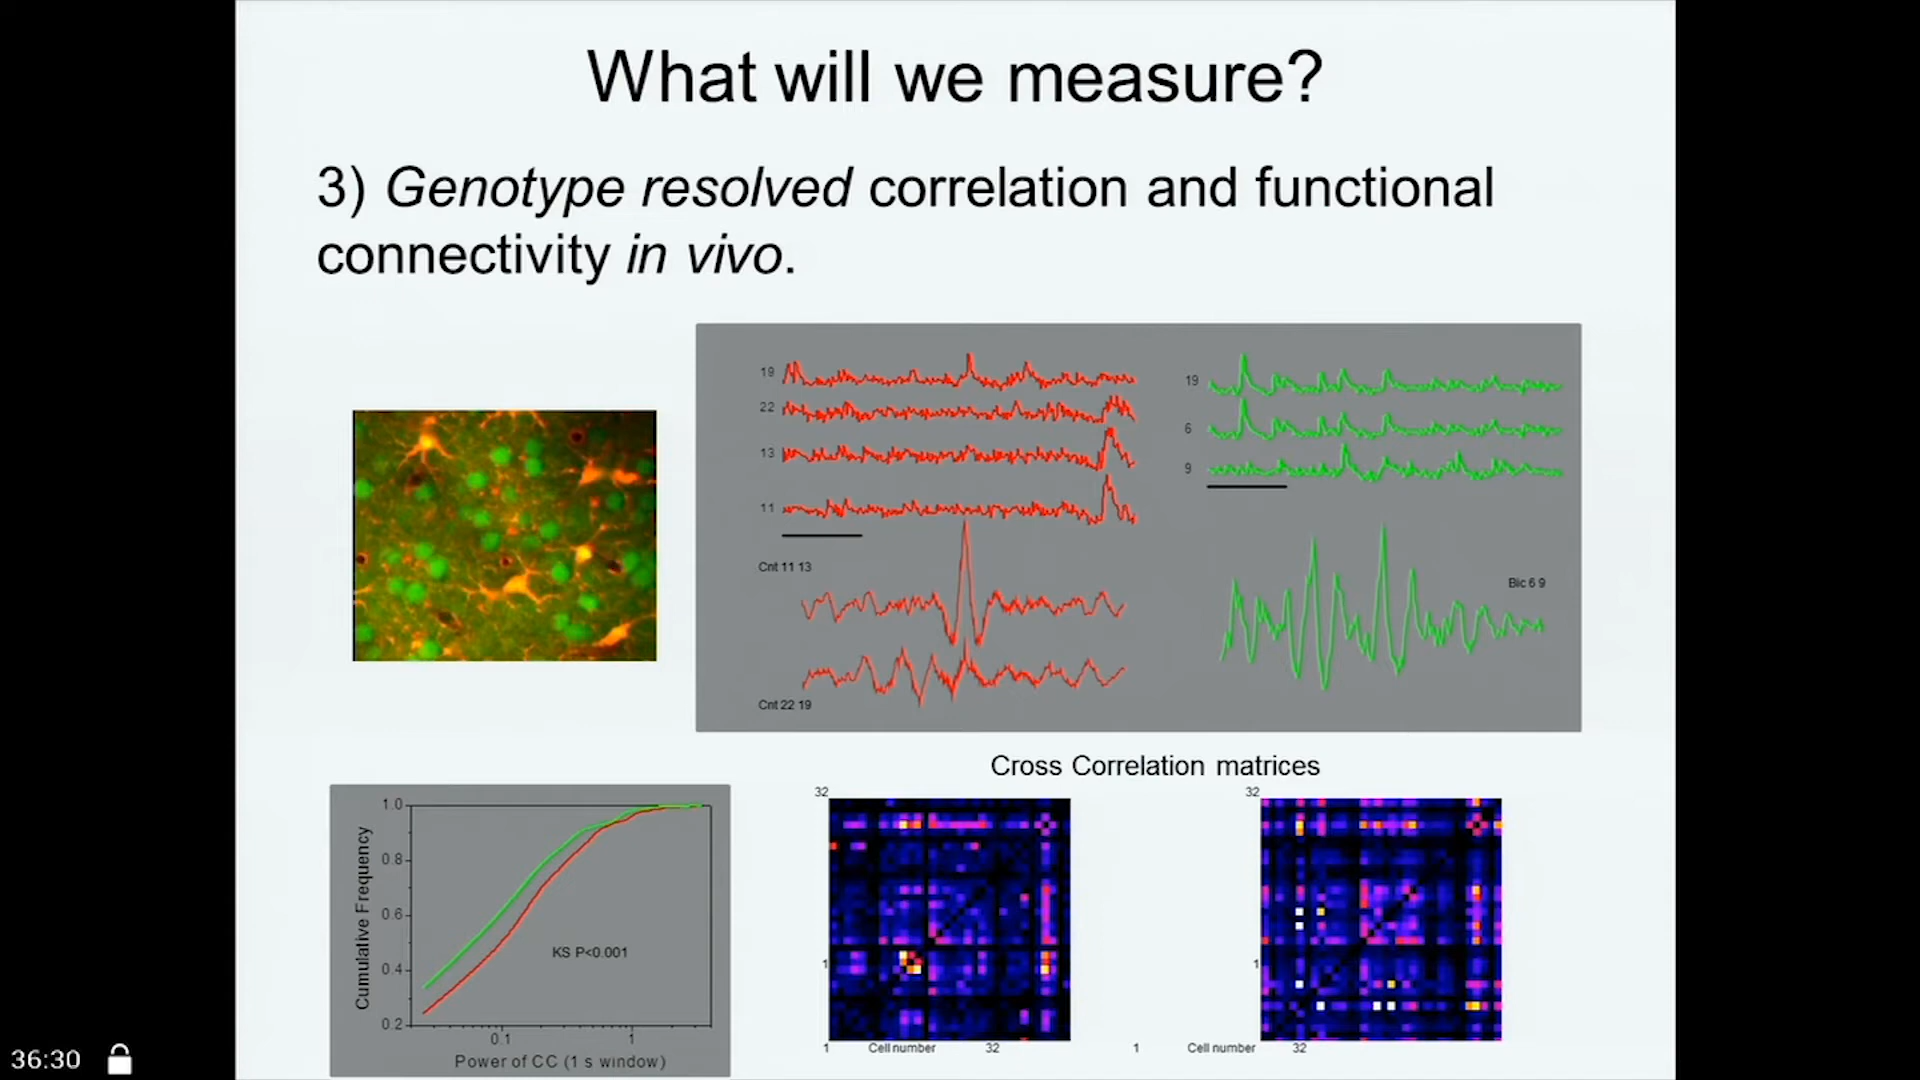 What will we measure?
3) Genotype resolved correlation and functional
connectivity in vivo.
19
22
13
11
Cnt 11 13
Cnt 22 19
19
6
9
Bic 6 9
Cumulative Frequency
1.0
0.8
0.6
0.4
0.2
KS P<0.001
0.1
1
Power of CC (1 s window)
Cross Correlation matrices
32
1
1
Cell number
32
32
1
1
Cell number
32
36:30